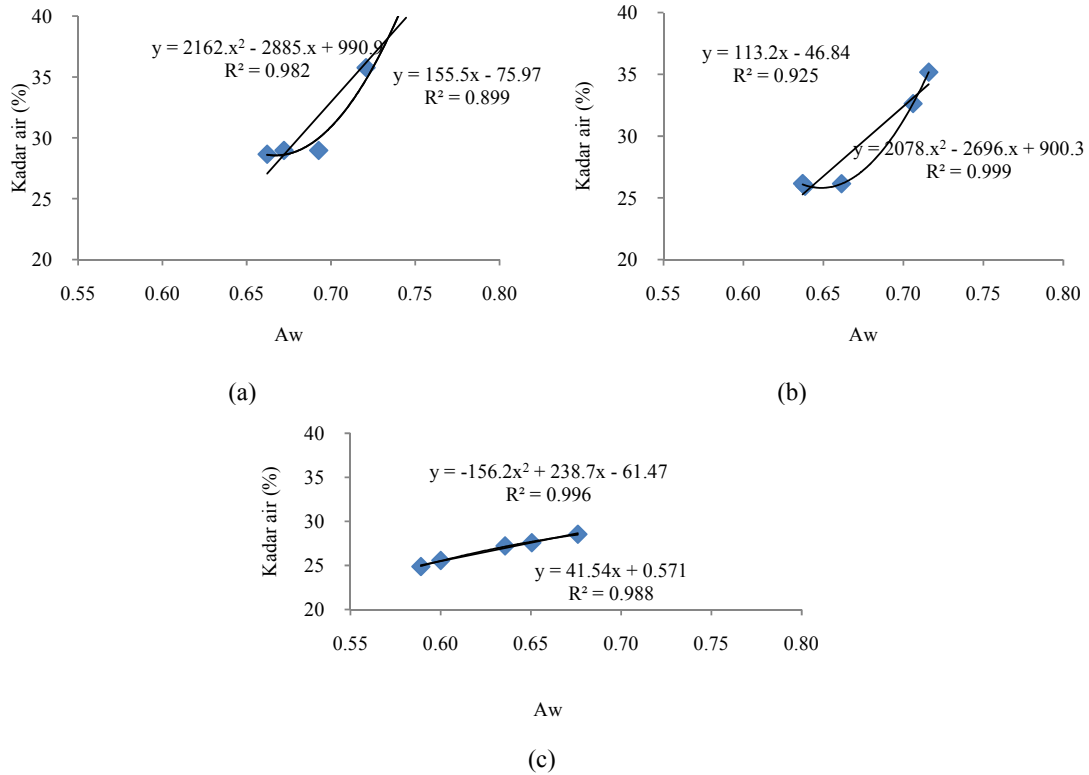 40
35
30
25
20
Kadar air (%)
y = 2162.x² - 2885.x + 990.9
R² = 0.982
y = 155.5x - 75.97
R² = 0.899
0.55 0.60 0.65 0.70 0.75 0.80
Aw
(a)
40
35
30
25
20
Kadar air (%)
y = 113.2x - 46.84
R² = 0.925
y = 2078.x² - 2696.x + 900.3
R² = 0.999
0.55 0.60 0.65 0.70 0.75 0.80
Aw
(b)
40
35
30
25
20
Kadar air (%)
y = -156.2x² + 238.7x - 61.47
R² = 0.996
y = 41.54x + 0.571
R² = 0.988
0.55 0.60 0.65 0.70 0.75 0.80
Aw
(c)